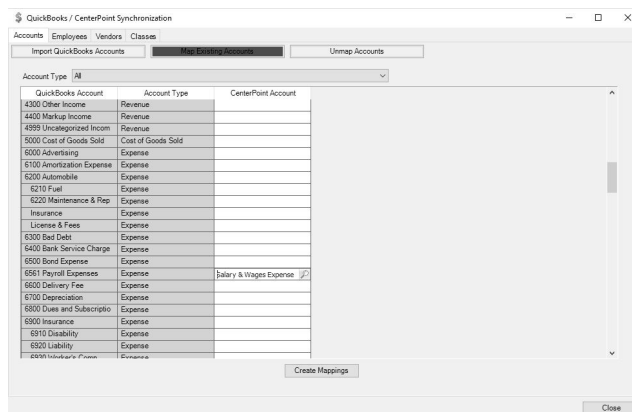 QuickBooks / CenterPoint Synchronization
Accounts Employees Vendors Classes
Import QuickBooks Accounts Map Existing Accounts Unmap Accounts
Account Type All
QuickBooks Account Account Type CenterPoint Account
4300 Other Income Revenue
4400 Markup Income Revenue
4999 Uncategorized Incom Revenue
5000 Cost of Goods Sold Cost of Goods Sold
6000 Advertising Expense
6100 Amortization Expense Expense
6200 Automobile Expense
6210 Fuel Expense
6220 Maintenance & Rep Expense
Insurance Expense
License & Fees Expense
6300 Bad Debt Expense
6400 Bank Service Charge Expense
6500 Bond Expense Expense
6561 Payroll Expenses Expense Salary & Wages Expense
6600 Delivery Fee Expense
6700 Depreciation Expense
6800 Dues and Subscriptio Expense
6900 Insurance Expense
6910 Disability Expense
6920 Liability Expense
6930 Worker's Comp Expense
Create Mappings
Close